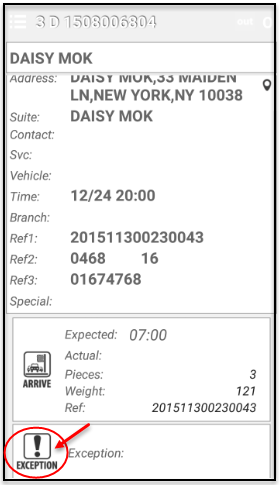 3 D 1508006804
DAISY MOK
Address: DAISY MOK,33 MAIDEN
LN,NEW YORK,NY 10038
Suite: DAISY MOK
Contact:
Svc:
Vehicle:
Time: 12/24 20:00
Branch:
Ref1: 201511300230043
Ref2: 0468 16
Ref3: 01674768
Special:
Expected: 07:00
Actual:
Pieces: 3
Weight: 121
Ref: 201511300230043
ARRIVE
EXCEPTION
Exception: